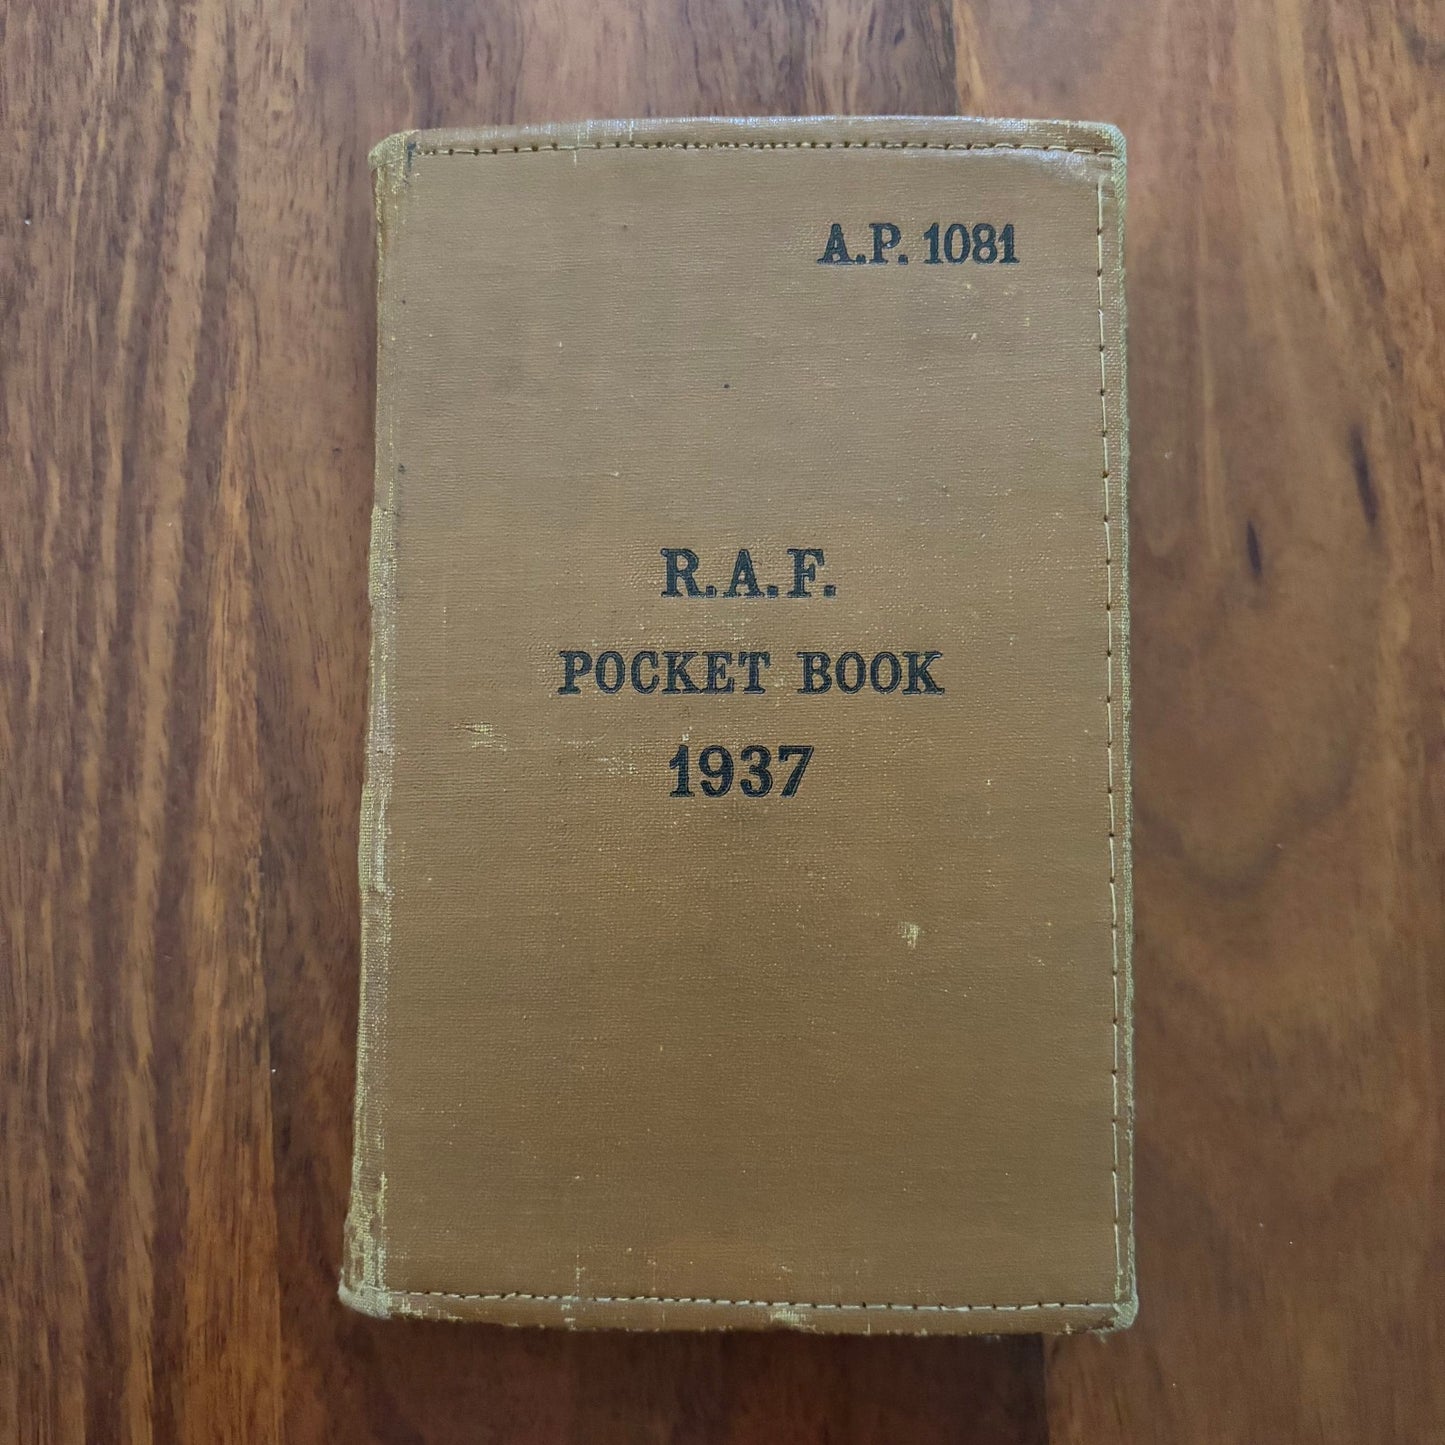 A.P. 1081
R.A.F.
POCKET BOOK
1937